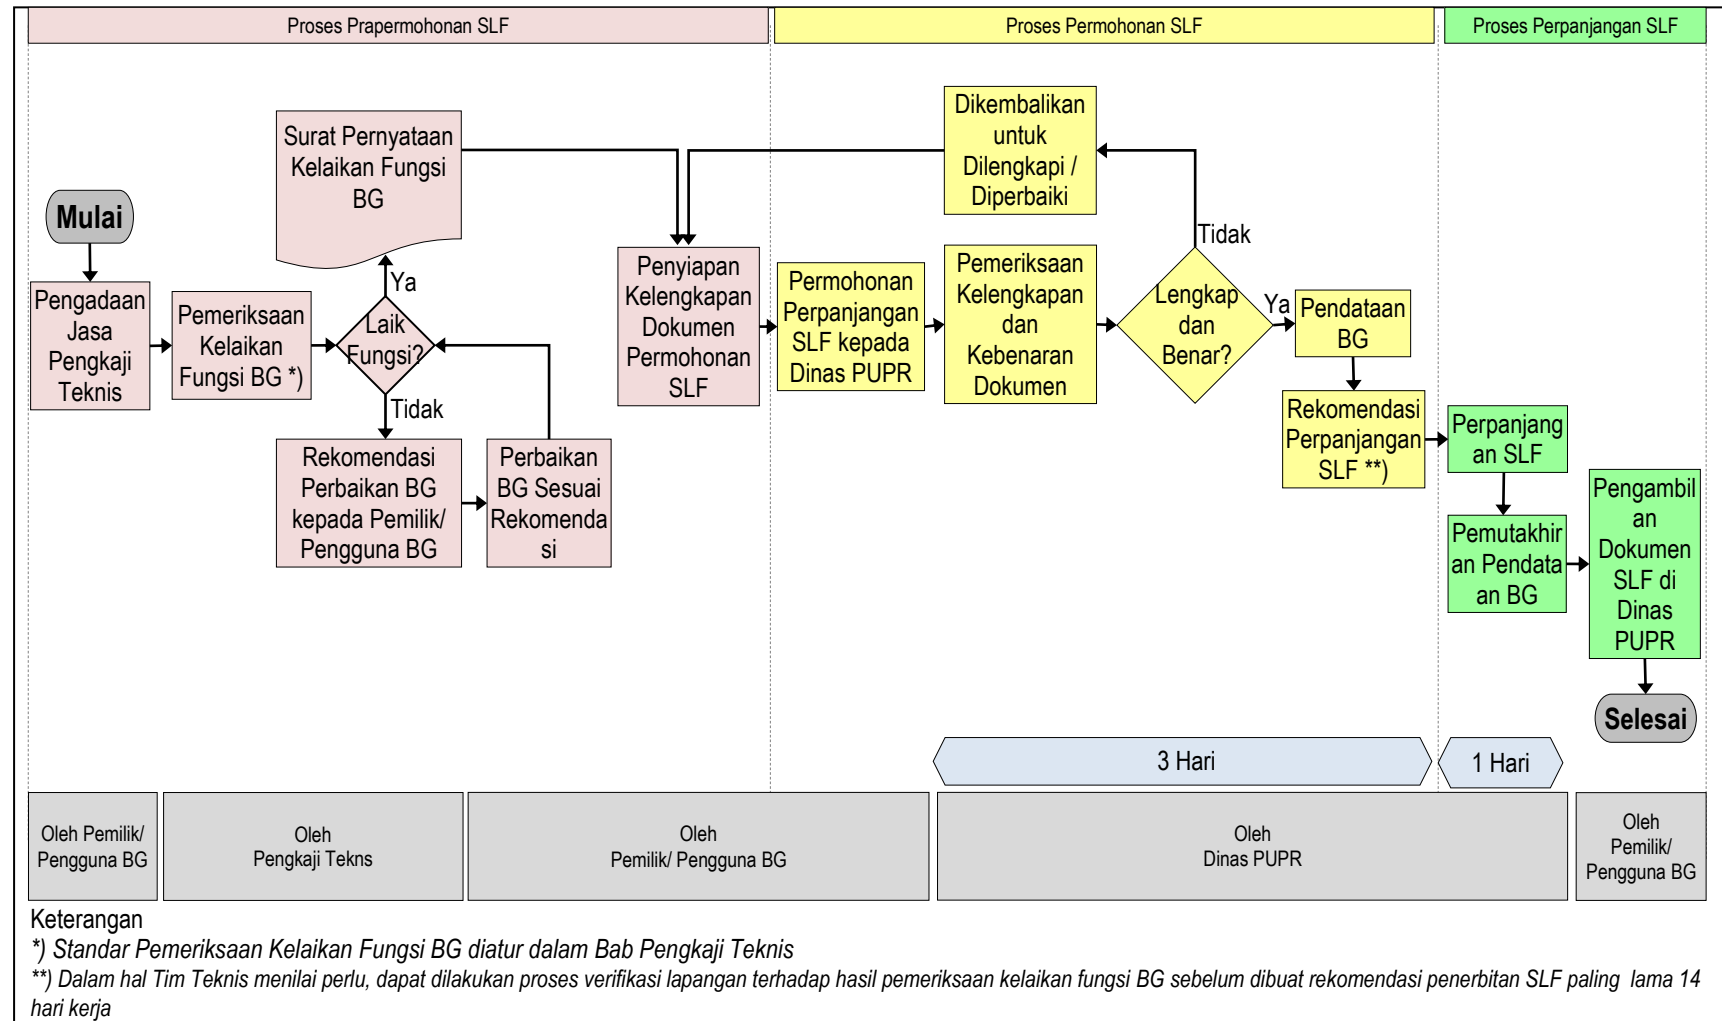 Proses Prapermohonan SLF
Proses Permohonan SLF
Proses Perpanjangan SLF
Mulai
Pengadaan
Jasa
Pengkaji
Teknis
Pemeriksaan
Kelaikan
Fungsi BG *)
Surat Pernyataan
Kelaikan Fungsi
BG
Ya
Laik
Fungsi?
Tidak
Rekomendasi
Perbaikan BG
kepada Pemilik/
Pengguna BG
Perbaikan
BG Sesuai
Rekomenda
si
Penyiapan
Kelengkapan
Dokumen
Permohonan
SLF
Permohonan
Perpanjangan
SLF kepada
Dinas PUPR
Dikembalikan
untuk
Dilengkapi /
Diperbaiki
Pemeriksaan
Kelengkapan
dan
Kebenaran
Dokumen
Tidak
Lengkap
dan
Benar?
Ya
Pendataan
BG
Rekomendasi
Perpanjangan
SLF **)
Perpanjang
an SLF
Pemutakhir
an Pendata
an BG
Pengambil
an
Dokumen
SLF di
Dinas
PUPR
Selesai
3 Hari
1 Hari
Oleh Pemilik/
Pengguna BG
Oleh
Pengkaji Tekns
Oleh
Pemilik/ Pengguna BG
Oleh
Dinas PUPR
Oleh
Pemilik/
Pengguna BG
Keterangan
*) Standar Pemeriksaan Kelaikan Fungsi BG diatur dalam Bab Pengkaji Teknis
**) Dalam hal Tim Teknis menilai perlu, dapat dilakukan proses verifikasi lapangan terhadap hasil pemeriksaan kelaikan fungsi BG sebelum dibuat rekomendasi penerbitan SLF paling lama 14
hari kerja